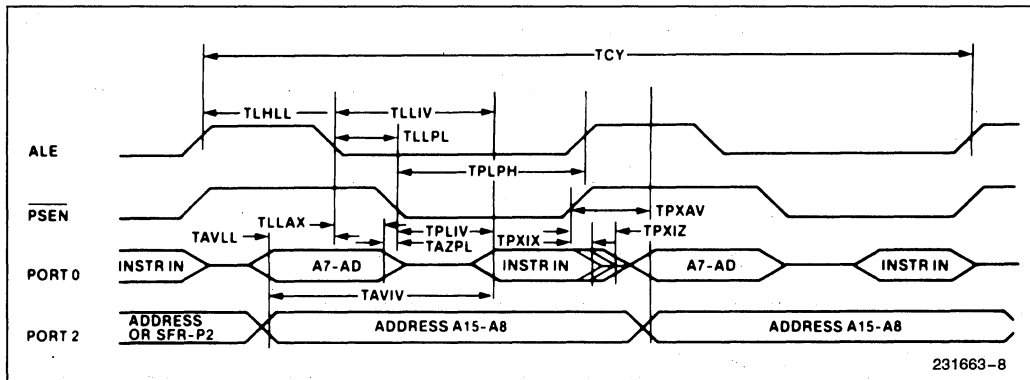 TCY
TLHLL
TLLIV
TLLPL
ALE
TPLPH
PSEN
TLLAX
TPLIV
TPXAV
TAVLL
TAZPL
TPXIX
TPXIZ
PORT 0
INSTR IN
A7-AD
INSTR IN
A7-AD
INSTR IN
TAVIV
PORT 2
ADDRESS
OR SFR-P2
ADDRESS A15-A8
ADDRESS A15-A8
231663-8